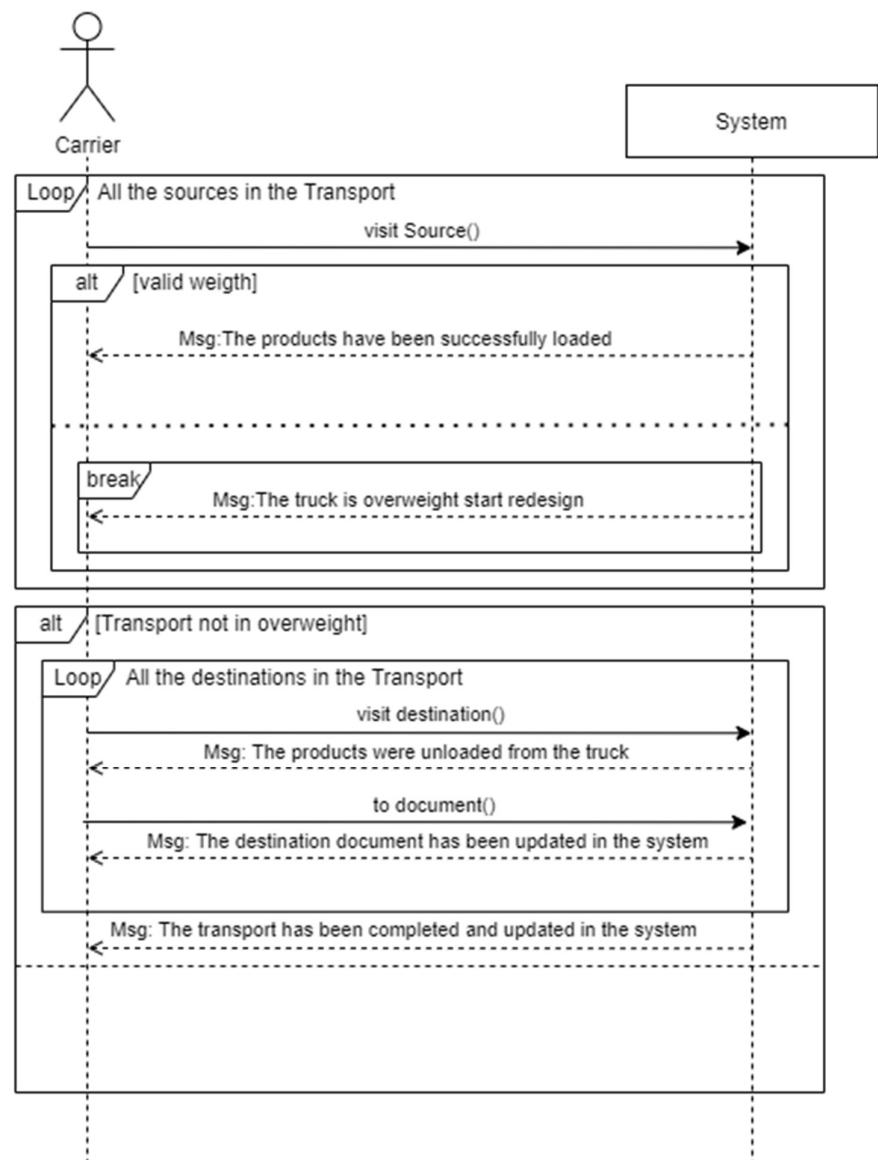 Carrier
System
Loop All the sources in the Transport
visit Source()
alt [valid weigth]
Msg:The products have been successfully loaded
break
Msg:The truck is overweight start redesign
alt [Transport not in overweight]
Loop All the destinations in the Transport
visit destination()
Msg: The products were unloaded from the truck
to document()
Msg: The destination document has been updated in the system
Msg: The transport has been completed and updated in the system